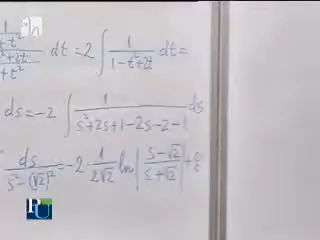 dt = 2 ∫ 1/(1-t²+2t) dt =
ds = -2 ∫ 1/(s²+2s+1-2s-2-1) ds
ds/(s²-(√2)²) = -2 · 1/(2√2) ln |(s-√2)/(s+√2)| +